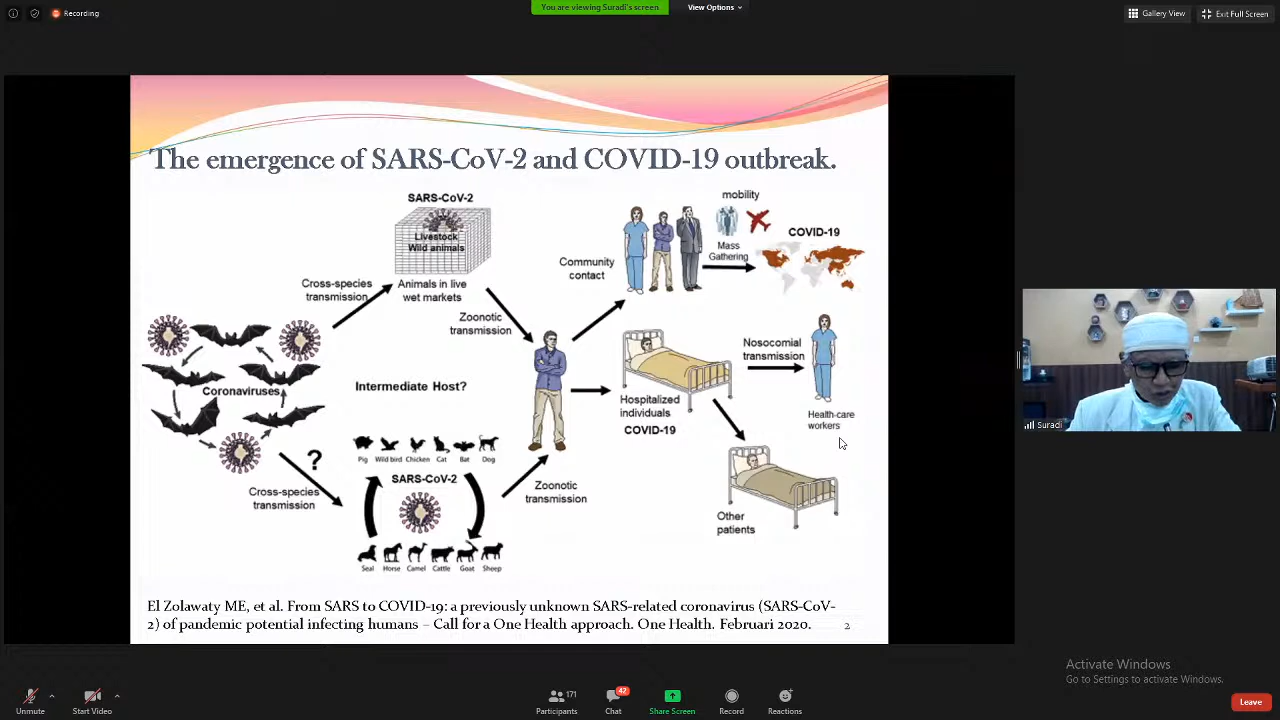 Recording
You are viewing Suradi's screen
View Options
Gallery View
Exit Full Screen
The emergence of SARS-CoV-2 and COVID-19 outbreak.
SARS-CoV-2
Livestock
Wild animals
Cross-species
transmission
Animals in live
wet markets
Zoonotic
transmission
Community
contact
mobility
Mass
Gathering
COVID-19
Coronaviruses
Intermediate Host?
Hospitalized
individuals
COVID-19
Nosocomial
transmission
Health-care
workers
Suradi
?
Cross-species
transmission
Pig
Wild bird
Chicken
Cat
Bat
Dog
SARS-CoV-2
Zoonotic
transmission
Seal
Horse
Camel
Cattle
Goat
Sheep
Other
patients
El Zolawaty ME, et al. From SARS to COVID-19: a previously unknown SARS-related coronavirus (SARS-CoV-
2) of pandemic potential infecting humans – Call for a One Health approach. One Health. Februari 2020.
2
Activate Windows
Go to Settings to activate Windows.
Unmute
Start Video
171
Participants
42
Chat
Share Screen
Record
Reactions
Leave